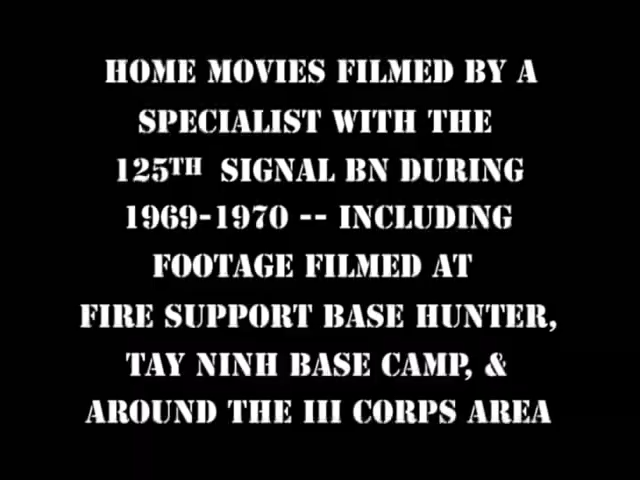 HOME MOVIES FILMED BY A
SPECIALIST WITH THE
125TH SIGNAL BN DURING
1969-1970 -- INCLUDING
FOOTAGE FILMED AT
FIRE SUPPORT BASE HUNTER,
TAY NINH BASE CAMP, &
AROUND THE III CORPS AREA